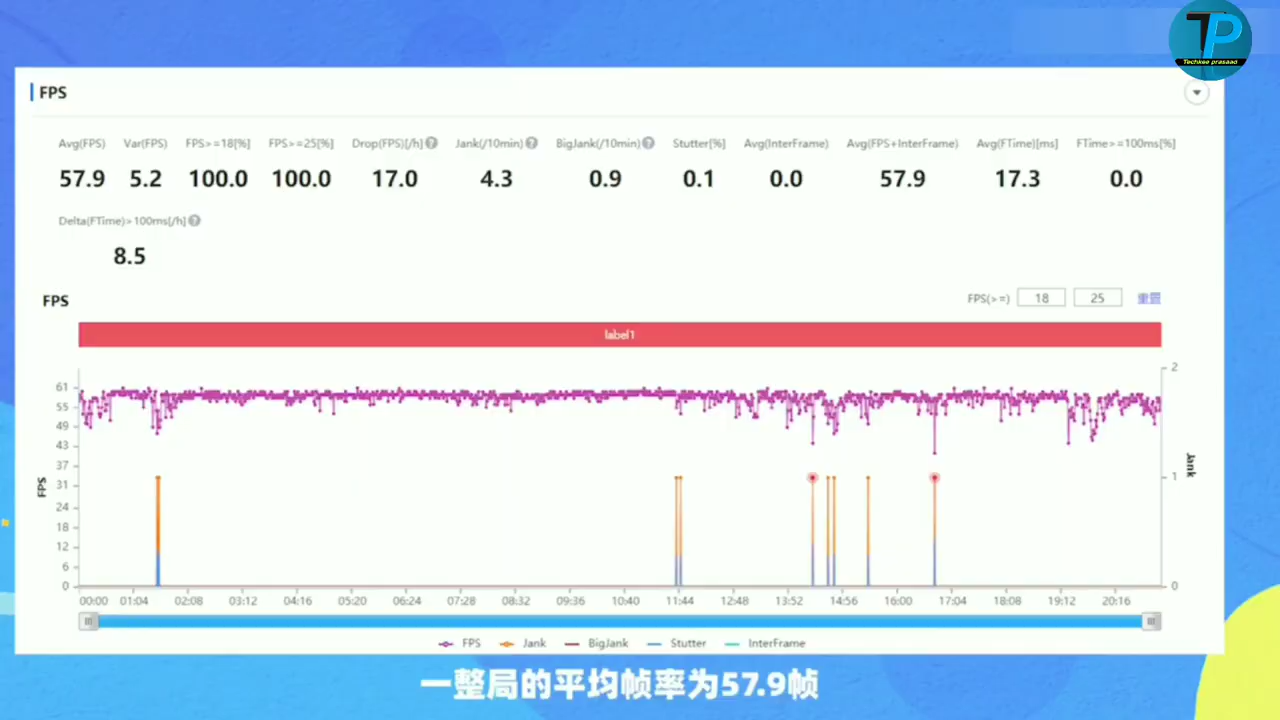 TP
Techkee prasaad
FPS
Avg(FPS) Var(FPS) FPS>=18[%] FPS>=25[%] Drop(FPS)[/h] Jank(/10min) BigJank(/10min) Stutter[%] Avg(InterFrame) Avg(FPS+InterFrame) Avg(FTime)[ms] FTime>=100ms[%]
57.9 5.2 100.0 100.0 17.0 4.3 0.9 0.1 0.0 57.9 17.3 0.0
Delta(FTime)>100ms[/h]
8.5
FPS
FPS(>=) 18 25 重置
label1
61
55
49
43
37
31
24
18
12
6
0
FPS
2
1
0
Jank
00:00 01:04 02:08 03:12 04:16 05:20 06:24 07:28 08:32 09:36 10:40 11:44 12:48 13:52 14:56 16:00 17:04 18:08 19:12 20:16
FPS Jank BigJank Stutter InterFrame
一整局的平均帧率为57.9帧